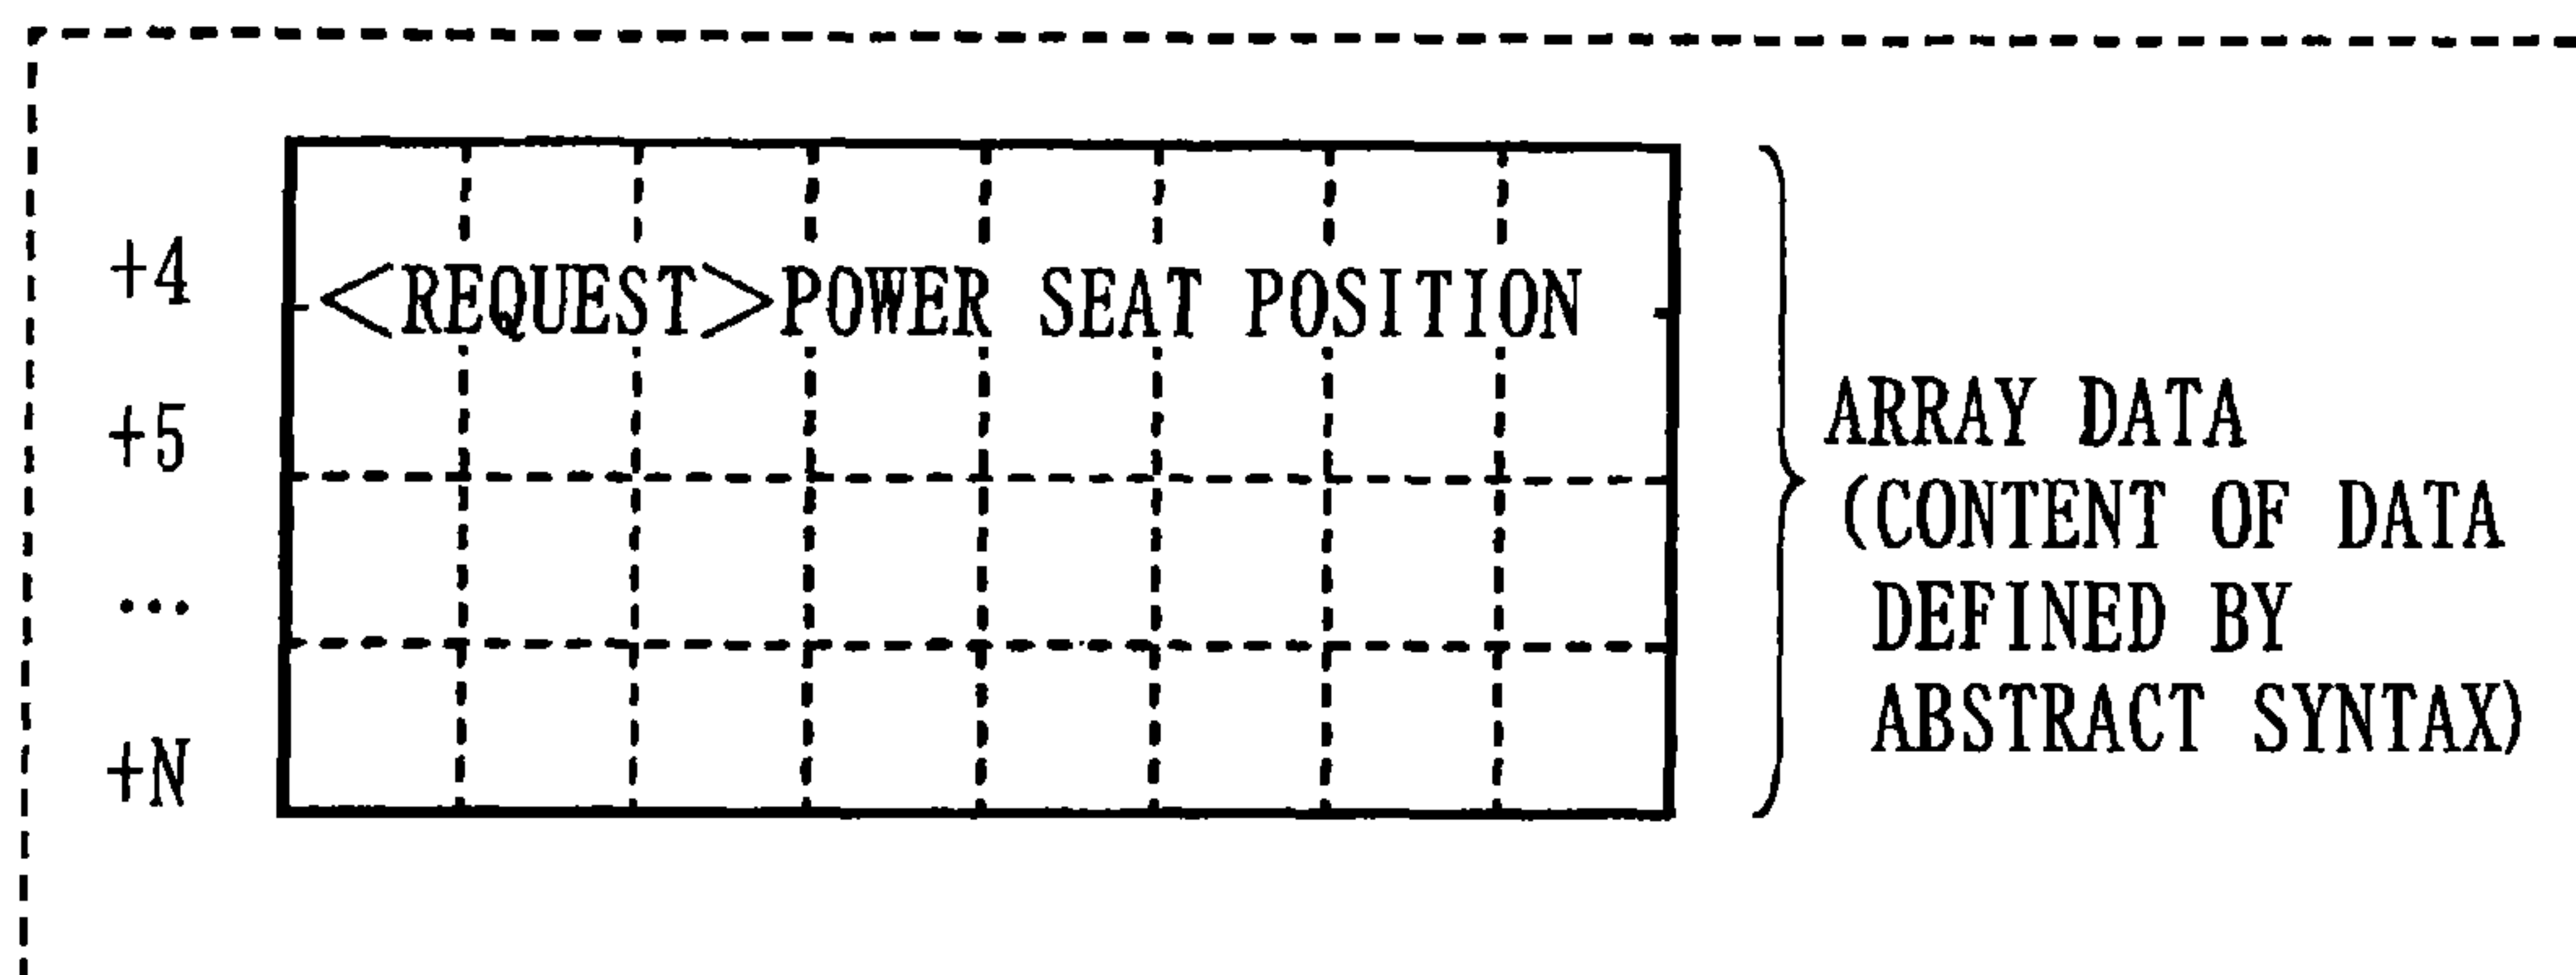 +4
<REQUEST>POWER SEAT POSITION
+5
...
+N
ARRAY DATA
(CONTENT OF DATA
DEFINED BY
ABSTRACT SYNTAX)